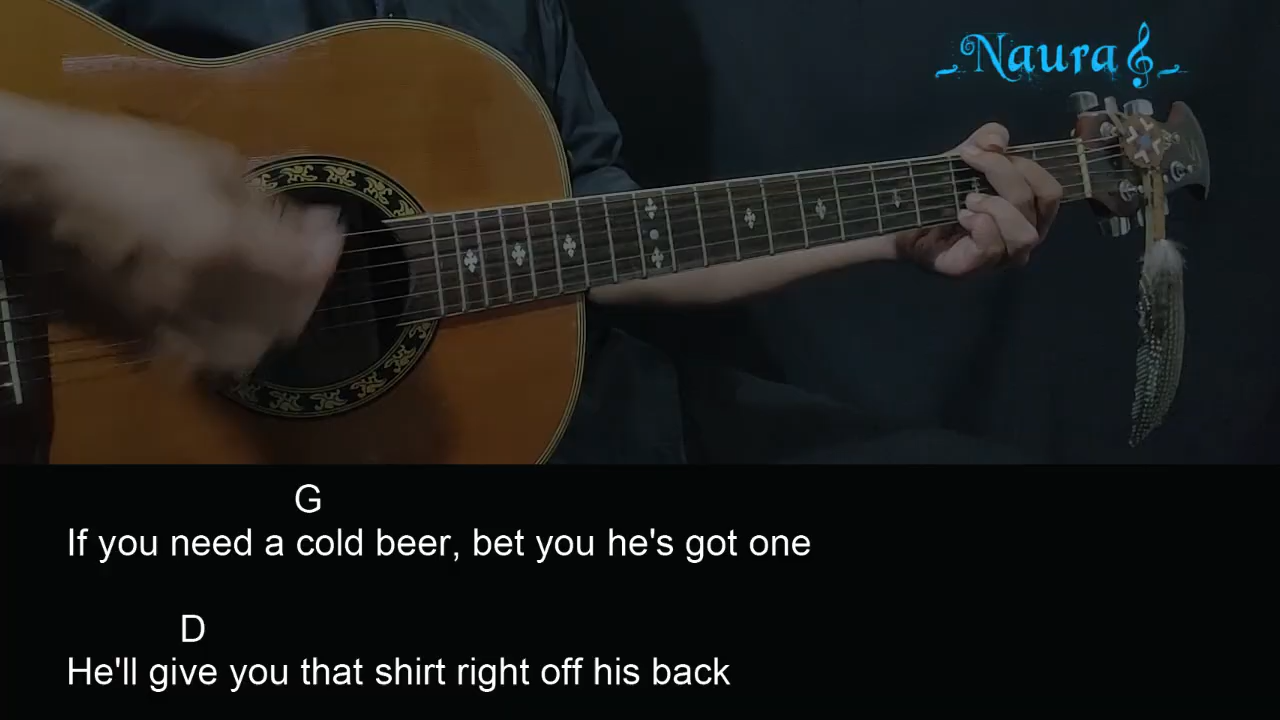 Naura
G
If you need a cold beer, bet you he's got one
D
He'll give you that shirt right off his back